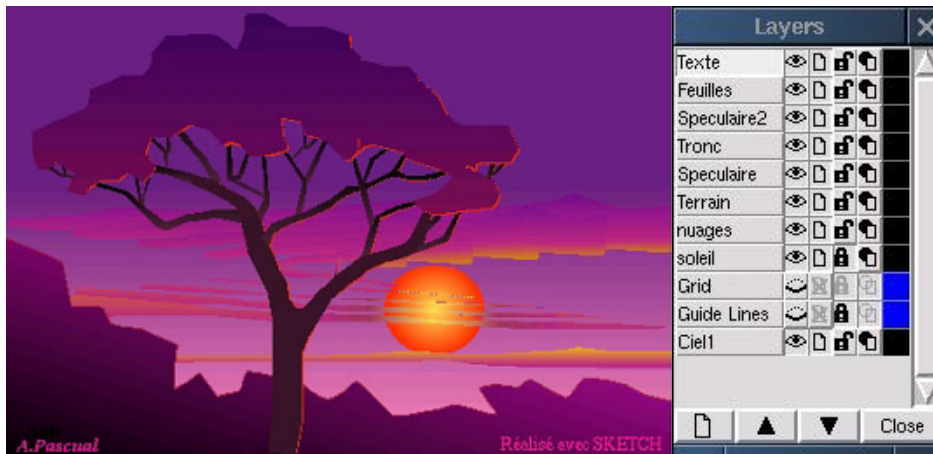 Layers
Texte
Feuilles
Speculaire2
Tronc
Speculaire
Terrain
nuages
soleil
Grid
Guide Lines
Ciel1
Close
A.Pascual
Réalisé avec SKETCH